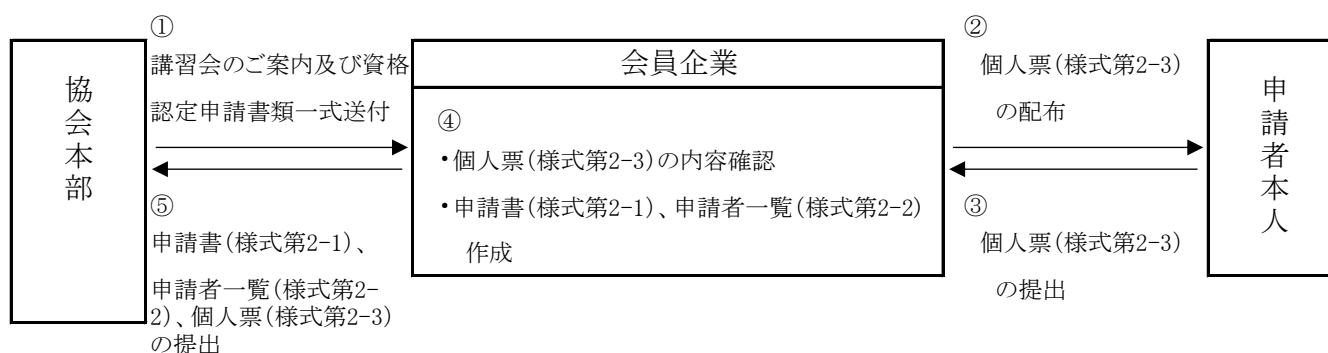 協会本部
①
講習会のご案内及び資格
認定申請書類一式送付
⑤
申請書(様式第2-1)、
申請者一覧(様式第2-
2)、個人票(様式第2-3)
の提出
会員企業
④
・個人票(様式第2-3)の内容確認
・申請書(様式第2-1)、申請者一覧(様式第2-2)
作成
②
個人票(様式第2-3)
の配布
③
個人票(様式第2-3)
の提出
申請者本人